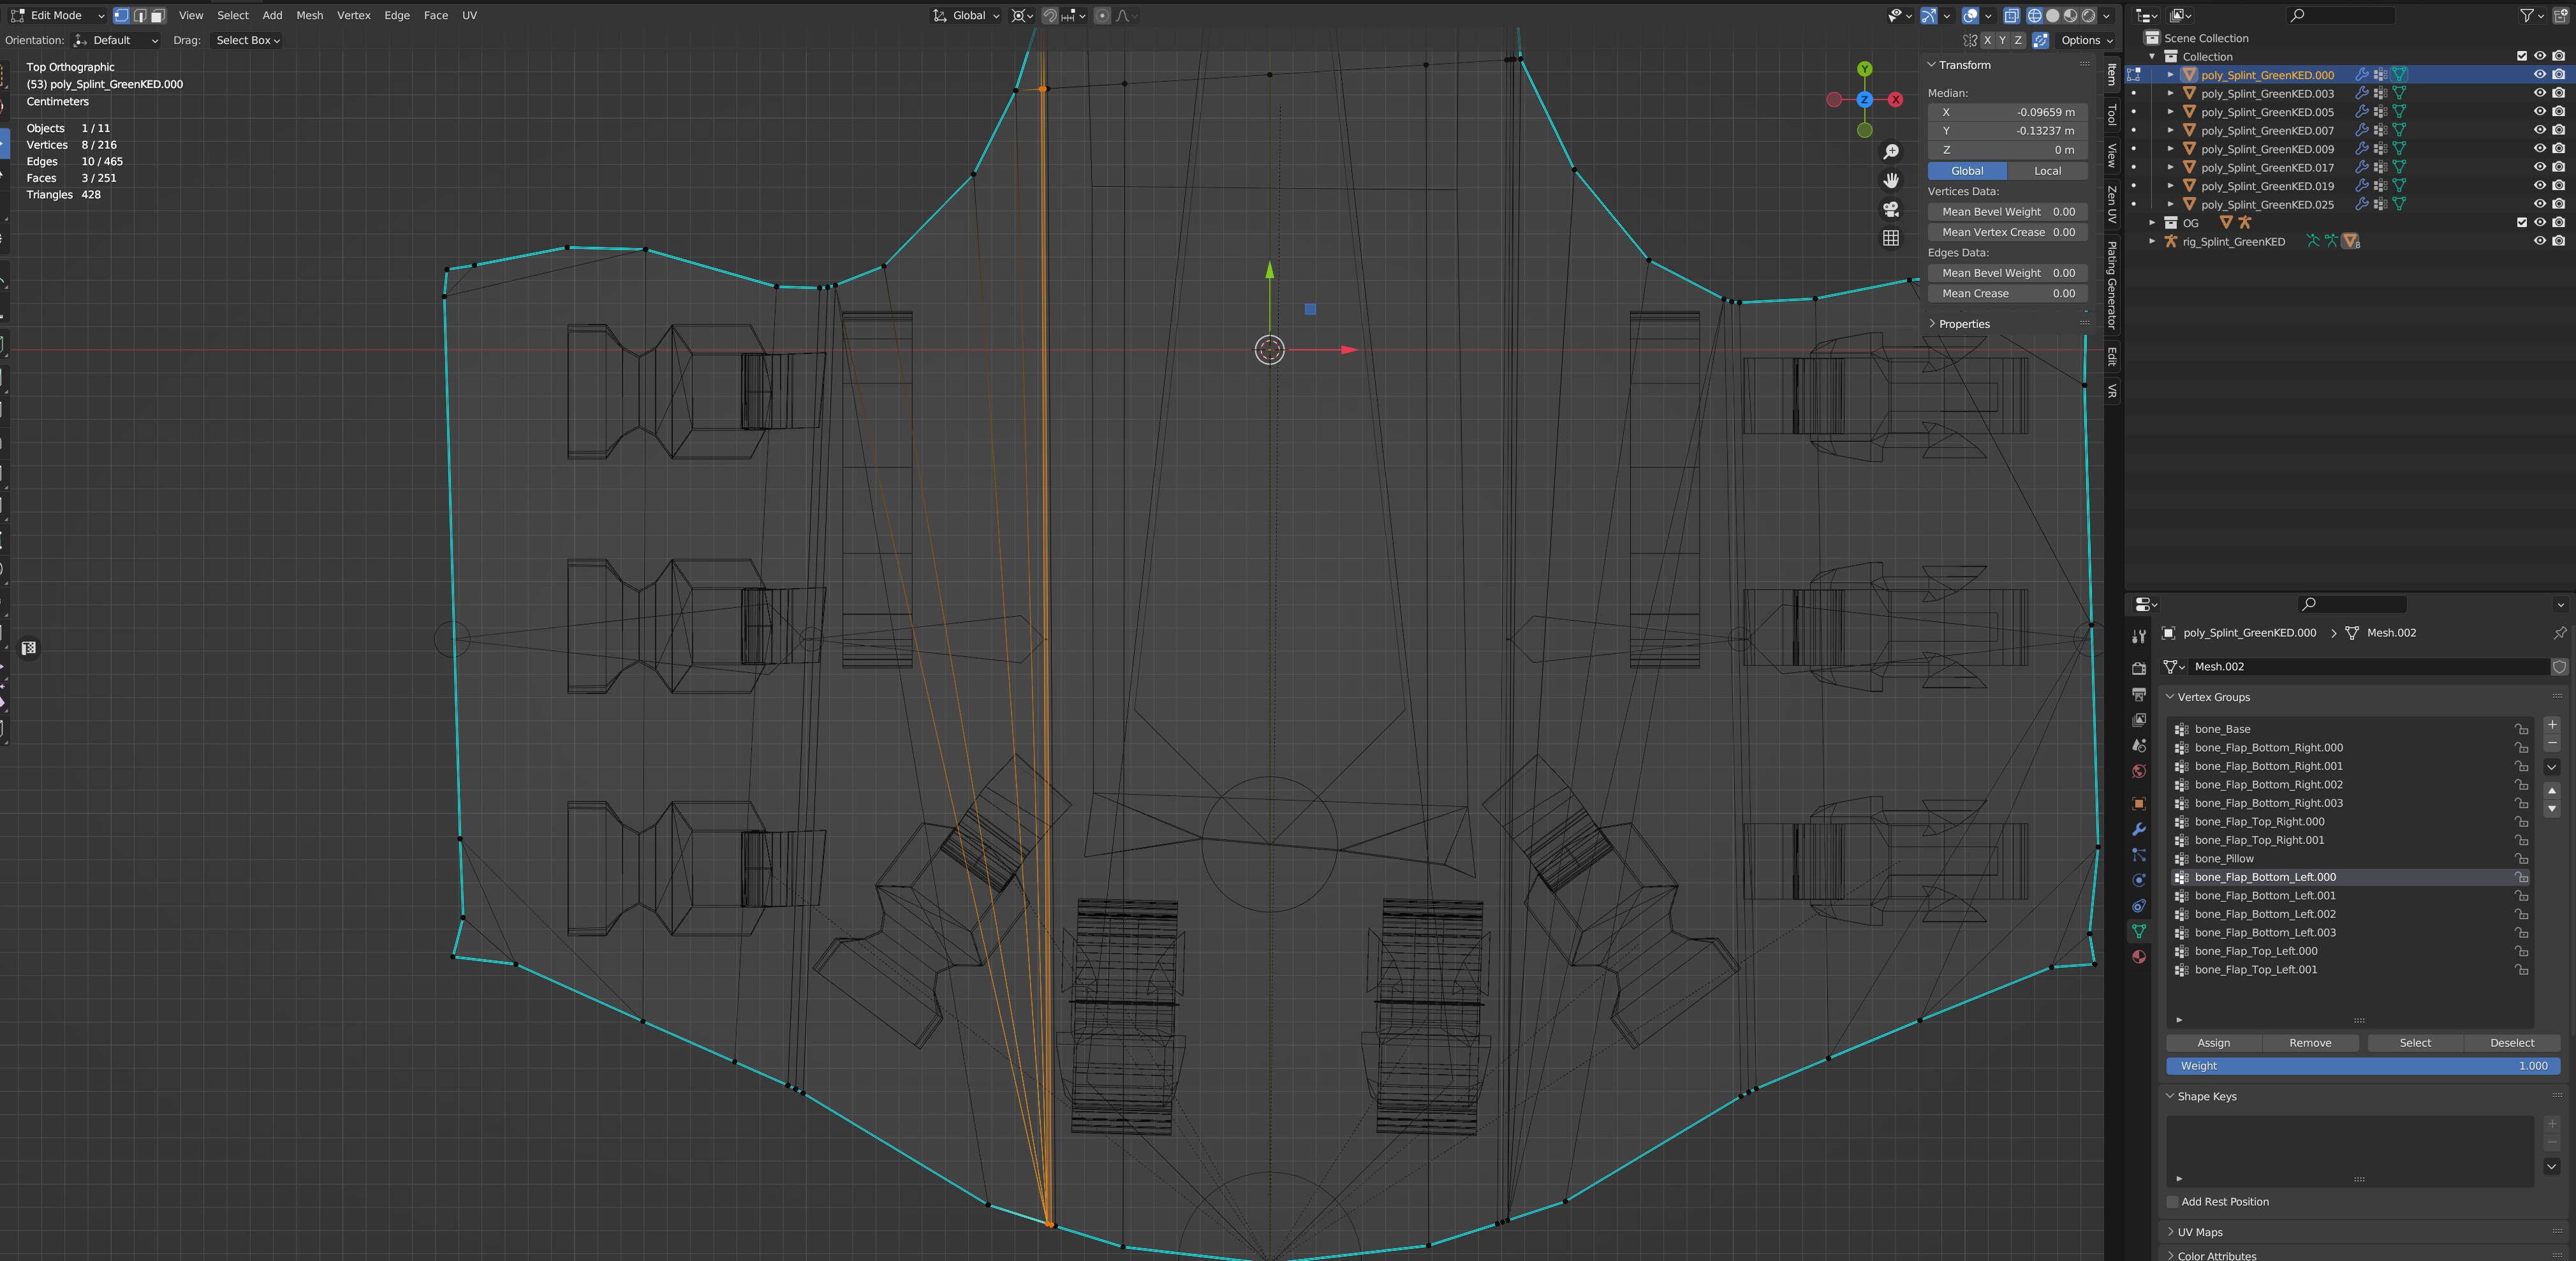 Edit Mode View Select Add Mesh Vertex Edge Face UV Global
Orientation: Default Drag: Select Box X Y Z Options
Top Orthographic
(53) poly_Splint_GreenKED.000
Centimeters
Objects 1 / 11
Vertices 8 / 216
Edges 10 / 465
Faces 3 / 251
Triangles 428
Y
Z
X
Transform
Median:
X -0.09659 m
Y -0.13237 m
Z 0 m
Global Local
Vertices Data:
Mean Bevel Weight 0.00
Mean Vertex Crease 0.00
Edges Data:
Mean Bevel Weight 0.00
Mean Crease 0.00
Properties
Item
Tool
View
Zen UV
Plating Generator
Edit
VR
Scene Collection
Collection
poly_Splint_GreenKED.000
poly_Splint_GreenKED.003
poly_Splint_GreenKED.005
poly_Splint_GreenKED.007
poly_Splint_GreenKED.009
poly_Splint_GreenKED.017
poly_Splint_GreenKED.019
poly_Splint_GreenKED.025
OG
rig_Splint_GreenKED 8
poly_Splint_GreenKED.000 > Mesh.002
Mesh.002
Vertex Groups
bone_Base
bone_Flap_Bottom_Right.000
bone_Flap_Bottom_Right.001
bone_Flap_Bottom_Right.002
bone_Flap_Bottom_Right.003
bone_Flap_Top_Right.000
bone_Flap_Top_Right.001
bone_Pillow
bone_Flap_Bottom_Left.000
bone_Flap_Bottom_Left.001
bone_Flap_Bottom_Left.002
bone_Flap_Bottom_Left.003
bone_Flap_Top_Left.000
bone_Flap_Top_Left.001
Assign Remove Select Deselect
Weight 1.000
Shape Keys
Add Rest Position
UV Maps
Color Attributes